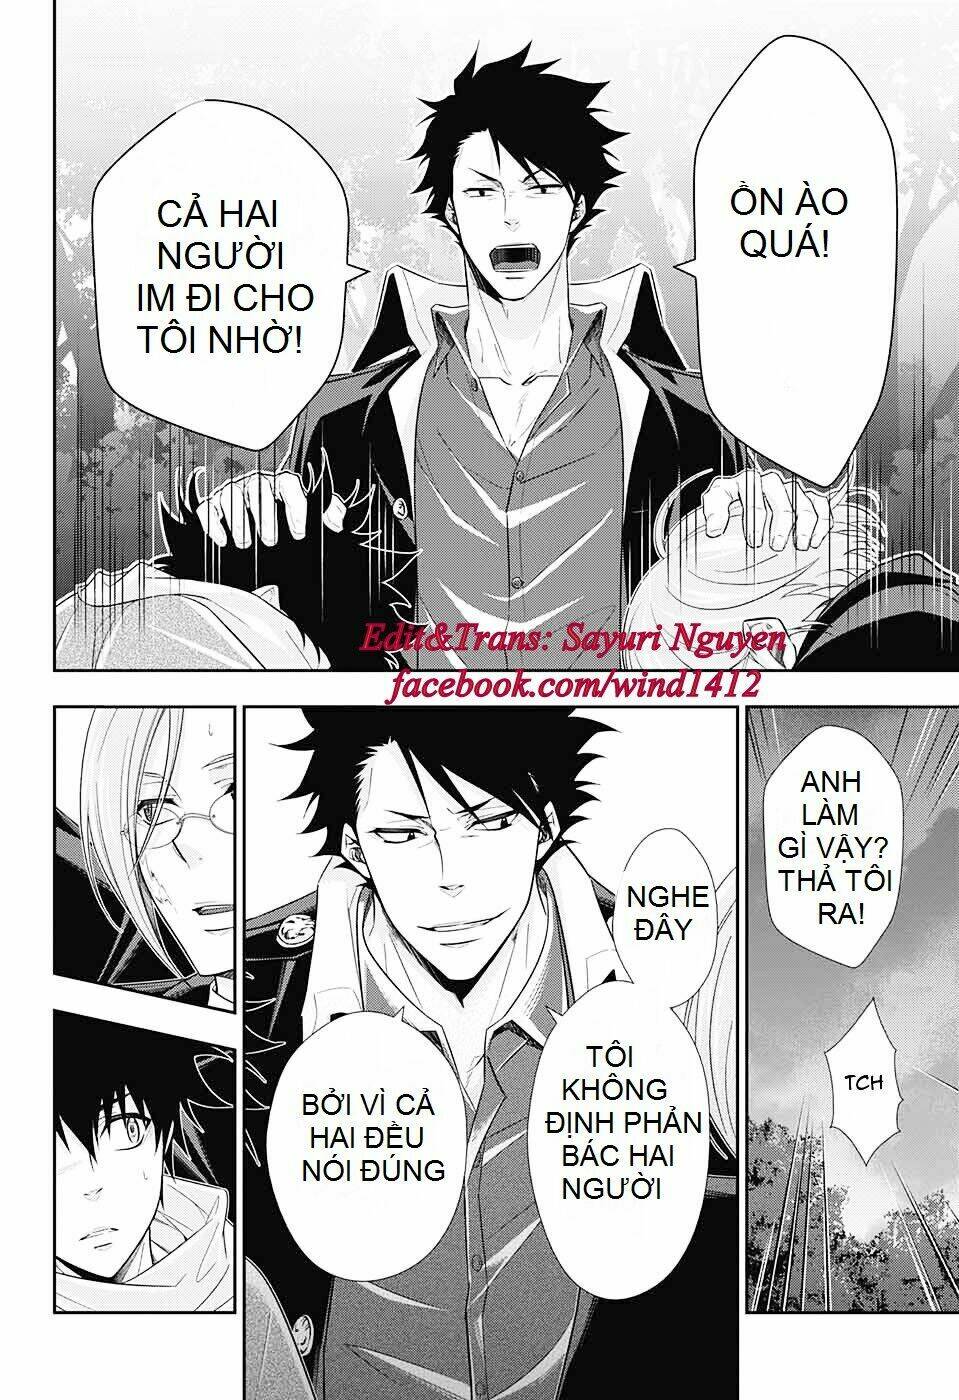 ỒN ÀO
QUÁ!
CẢ HAI
NGƯỜI
IM ĐI CHO
TÔI NHỜ!
Edit&Trans: Sayuri Nguyen
facebook.com/wind1412
ANH
LÀM
GÌ VẬY?
THẢ TÔI
RA!
TCH
NGHE
ĐÂY
TÔI
KHÔNG
ĐỊNH PHẢN
BÁC HAI
NGƯỜI
BỞI VÌ CẢ
HAI ĐỀU
NÓI ĐÚNG